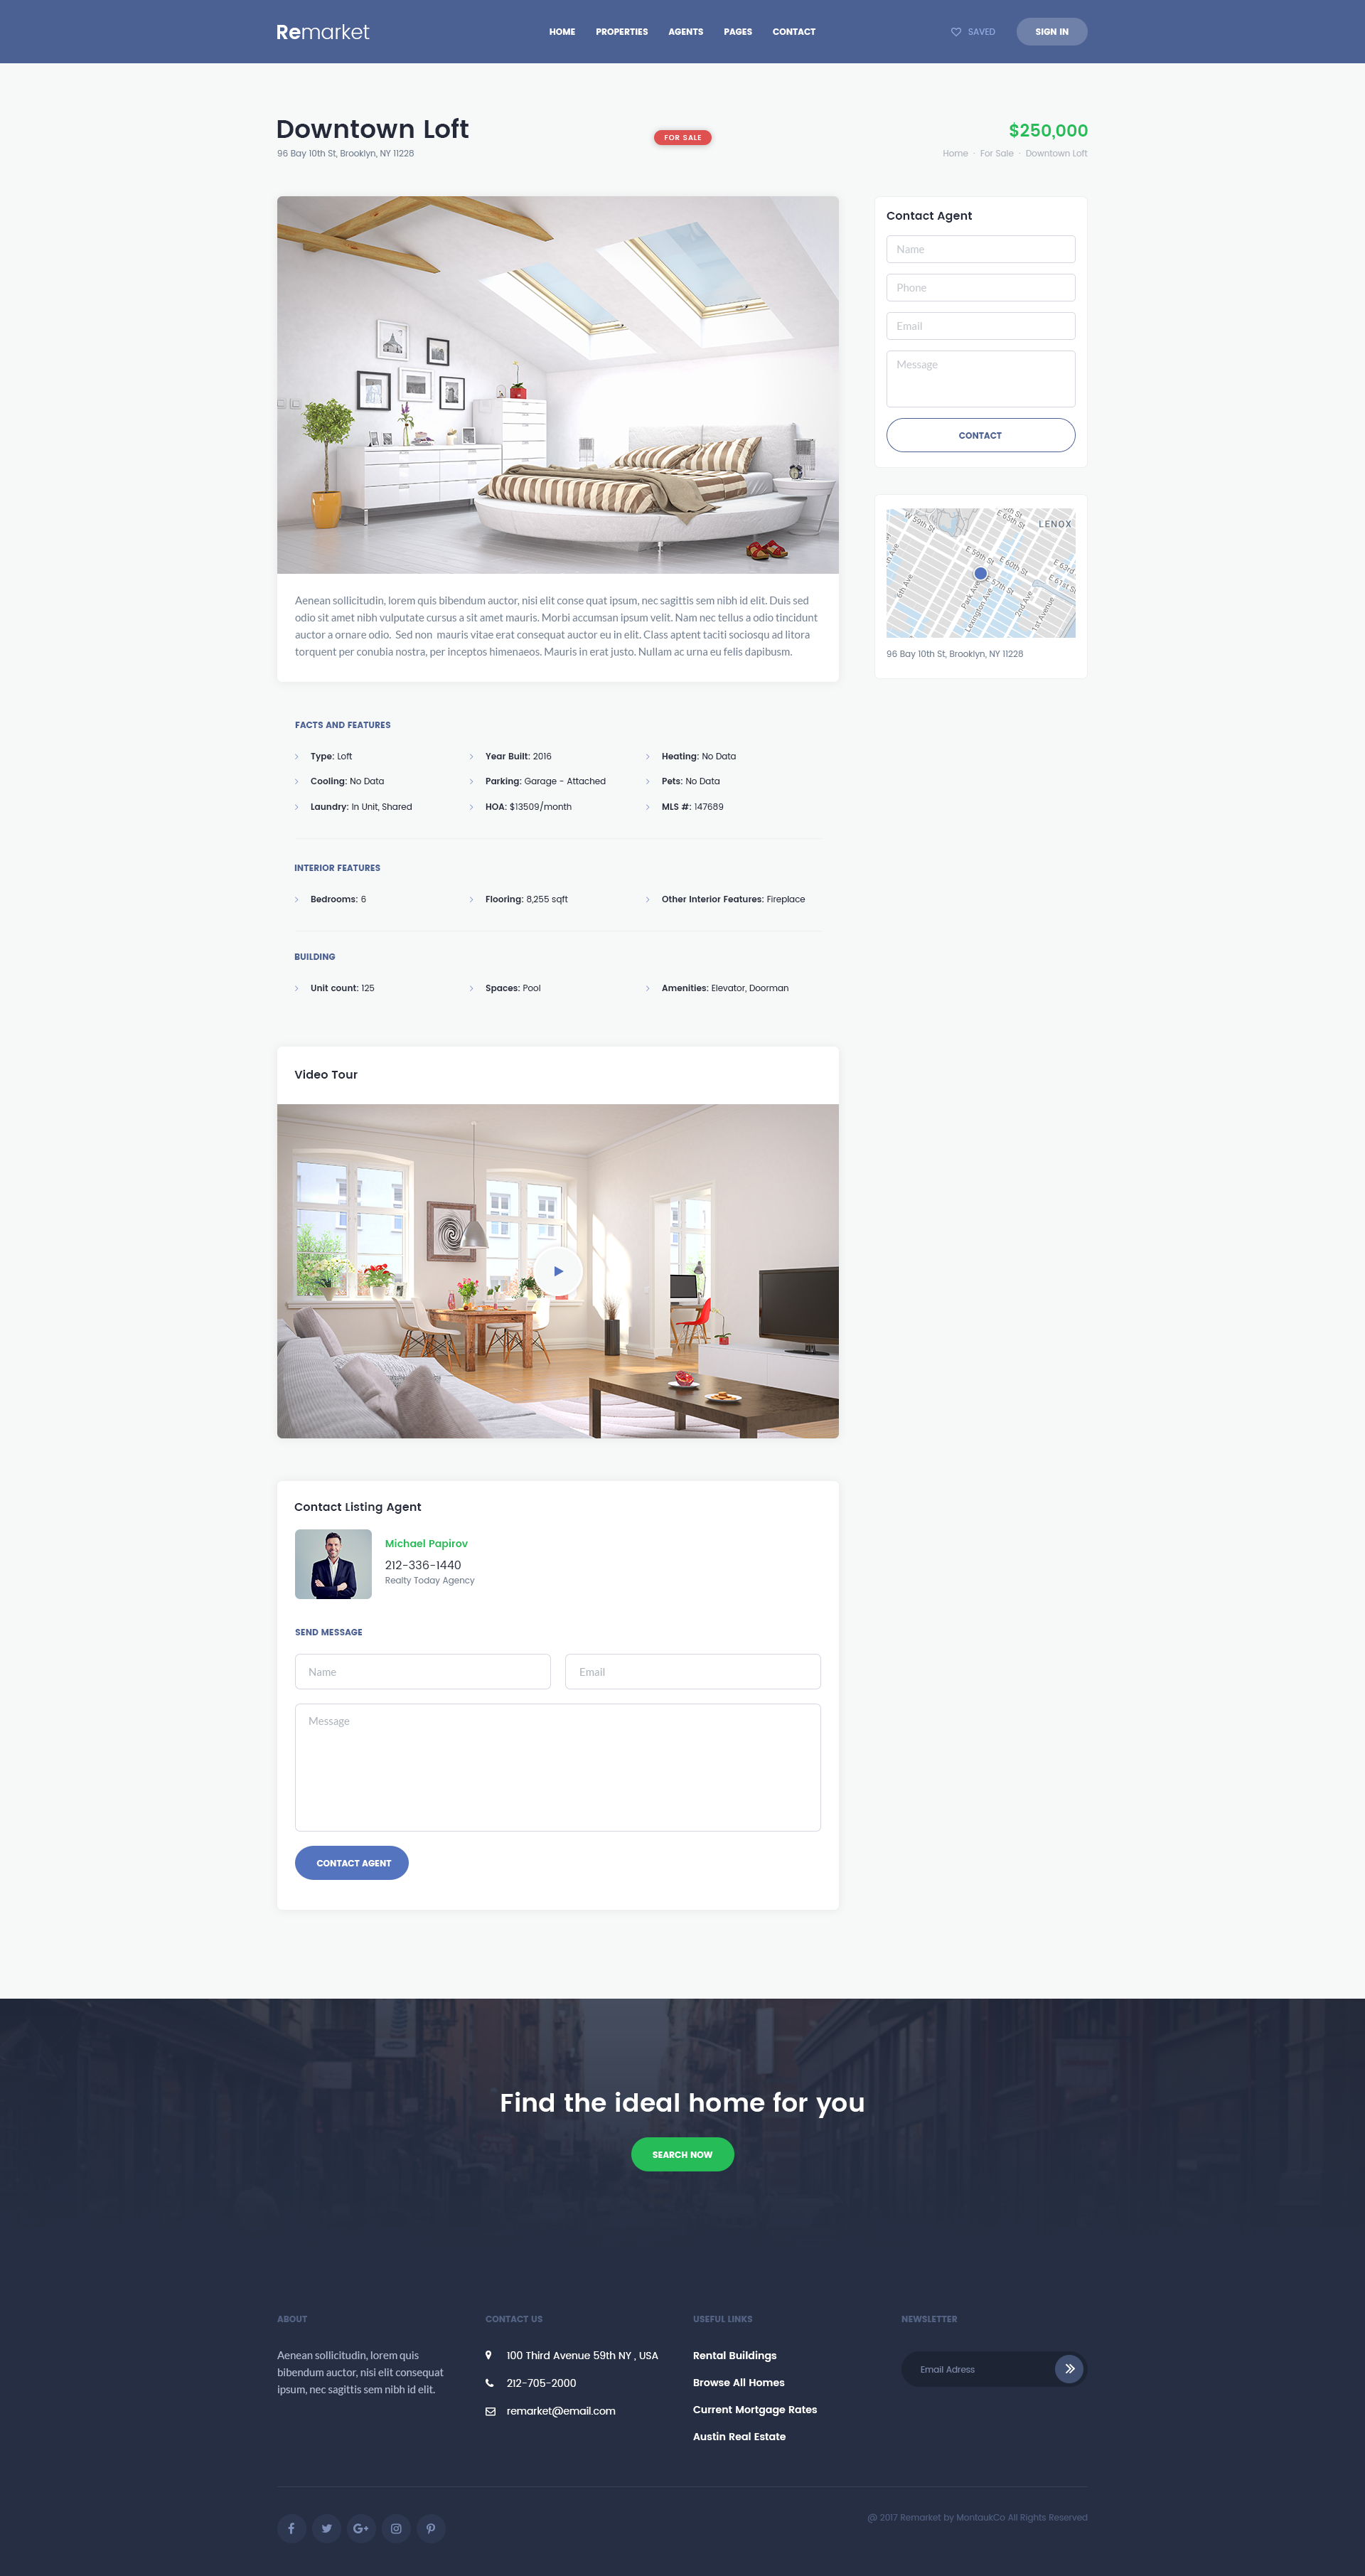 Remarket
HOME PROPERTIES AGENTS PAGES CONTACT
SAVED
SIGN IN
Downtown Loft
96 Bay 10th St, Brooklyn, NY 11228
FOR SALE
$250,000
Home · For Sale · Downtown Loft
Aenean sollicitudin, lorem quis bibendum auctor, nisi elit conse quat ipsum, nec sagittis sem nibh id elit. Duis sed
odio sit amet nibh vulputate cursus a sit amet mauris. Morbi accumsan ipsum velit. Nam nec tellus a odio tincidunt
auctor a ornare odio. Sed non mauris vitae erat consequat auctor eu in elit. Class aptent taciti sociosqu ad litora
torquent per conubia nostra, per inceptos himenaeos. Mauris in erat justo. Nullam ac urna eu felis dapibusm.
Contact Agent
Name
Phone
Email
Message
CONTACT
W 59th St
E 65th St
LENOX
6th Ave
E 59th St
E 60th St
E 57th St
E 63rd
E 61st St
Park Ave
Lexington Ave
2nd Ave
1st Avenue
96 Bay 10th St, Brooklyn, NY 11228
FACTS AND FEATURES
Type: Loft
Year Built: 2016
Heating: No Data
Cooling: No Data
Parking: Garage - Attached
Pets: No Data
Laundry: In Unit, Shared
HOA: $13509/month
MLS #: 147689
INTERIOR FEATURES
Bedrooms: 6
Flooring: 8,255 sqft
Other Interior Features: Fireplace
BUILDING
Unit count: 125
Spaces: Pool
Amenities: Elevator, Doorman
Video Tour
Contact Listing Agent
Michael Papirov
212-336-1440
Realty Today Agency
SEND MESSAGE
Name
Email
Message
CONTACT AGENT
Find the ideal home for you
SEARCH NOW
ABOUT
Aenean sollicitudin, lorem quis
bibendum auctor, nisi elit consequat
ipsum, nec sagittis sem nibh id elit.
CONTACT US
100 Third Avenue 59th NY , USA
212-705-2000
remarket@email.com
USEFUL LINKS
Rental Buildings
Browse All Homes
Current Mortgage Rates
Austin Real Estate
NEWSLETTER
Email Adress
@ 2017 Remarket by MontaukCo All Rights Reserved